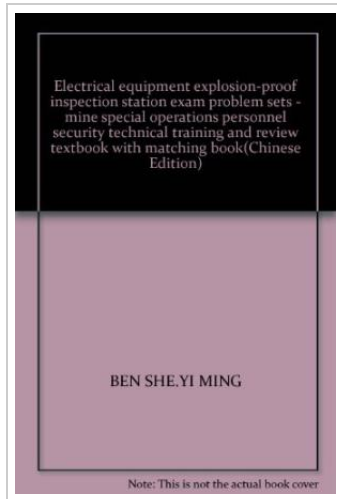 Electrical equipment explosion-proof
inspection station exam problem sets -
mine special operations personnel
security technical training and review
textbook with matching book(Chinese
Edition)
BEN SHE.YI MING
Note: This is not the actual book cover